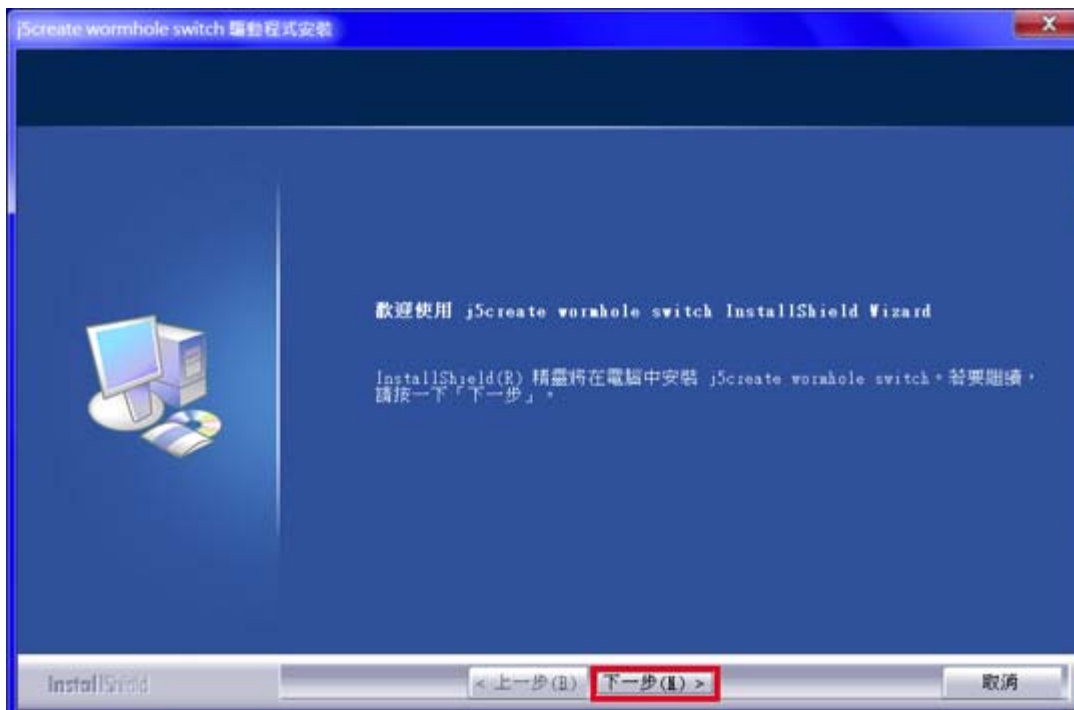 j5create wormhole switch 驅動程式安裝
歡迎使用 j5create wormhole switch InstallShield Wizard
InstallShield(R) 精靈將在電腦中安裝 j5create wormhole switch。若要繼續，
請按一下「下一步」。
InstallShield
< 上一步(B)
下一步(N) >
取消